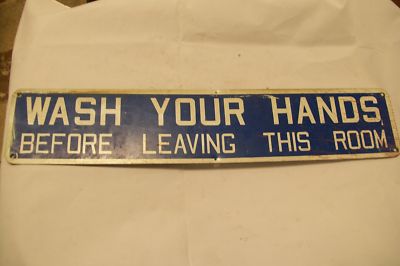 WASH YOUR HANDS
BEFORE LEAVING THIS ROOM